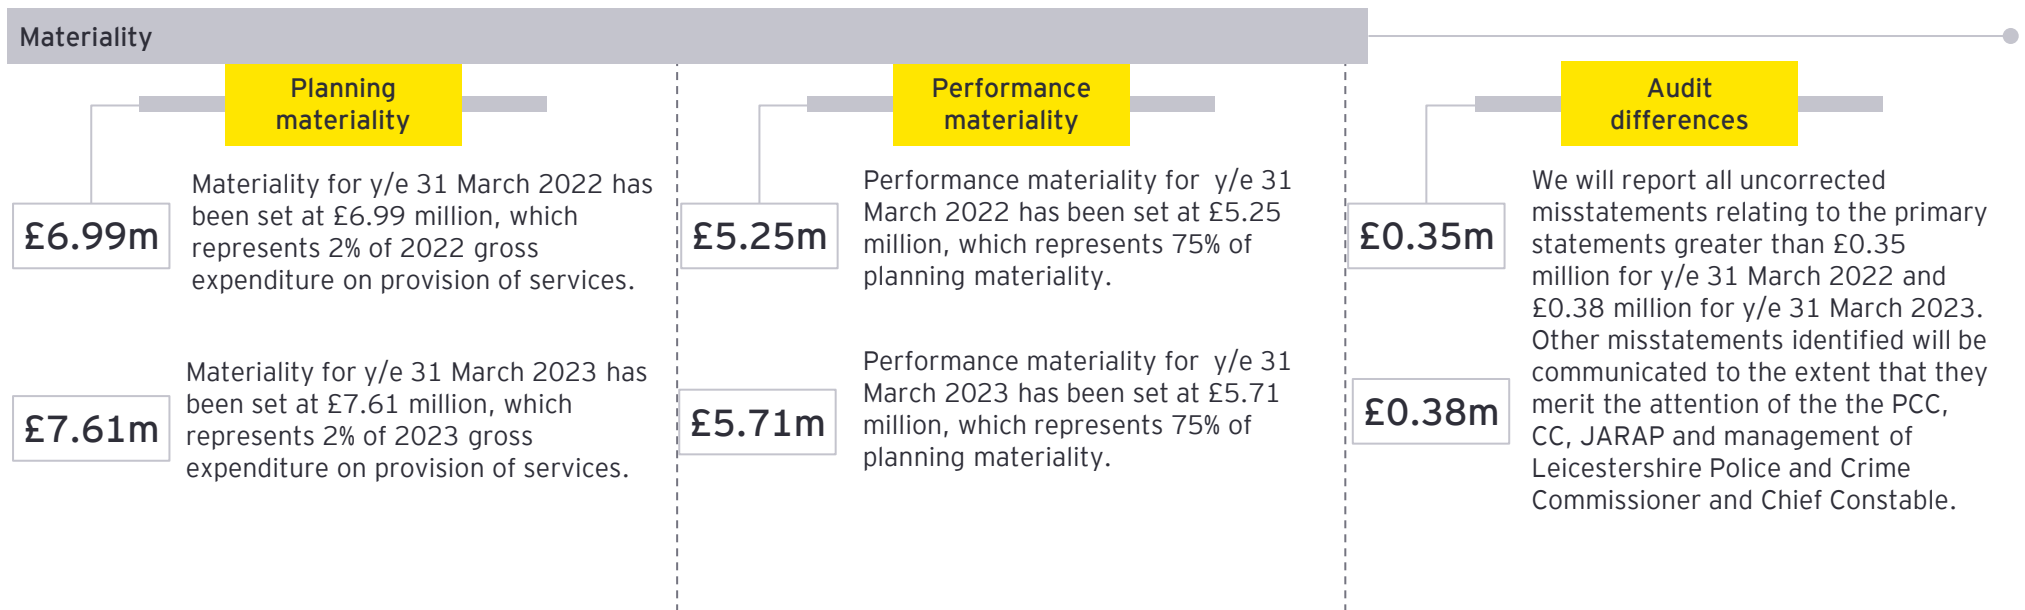 Materiality
Planning
materiality
£6.99m
Materiality for y/e 31 March 2022 has
been set at £6.99 million, which
represents 2% of 2022 gross
expenditure on provision of services.
£7.61m
Materiality for y/e 31 March 2023 has
been set at £7.61 million, which
represents 2% of 2023 gross
expenditure on provision of services.
Performance
materiality
£5.25m
Performance materiality for y/e 31
March 2022 has been set at £5.25
million, which represents 75% of
planning materiality.
£5.71m
Performance materiality for y/e 31
March 2023 has been set at £5.71
million, which represents 75% of
planning materiality.
Audit
differences
£0.35m
£0.38m
We will report all uncorrected
misstatements relating to the primary
statements greater than £0.35
million for y/e 31 March 2022 and
£0.38 million for y/e 31 March 2023.
Other misstatements identified will be
communicated to the extent that they
merit the attention of the the PCC,
CC, JARAP and management of
Leicestershire Police and Crime
Commissioner and Chief Constable.